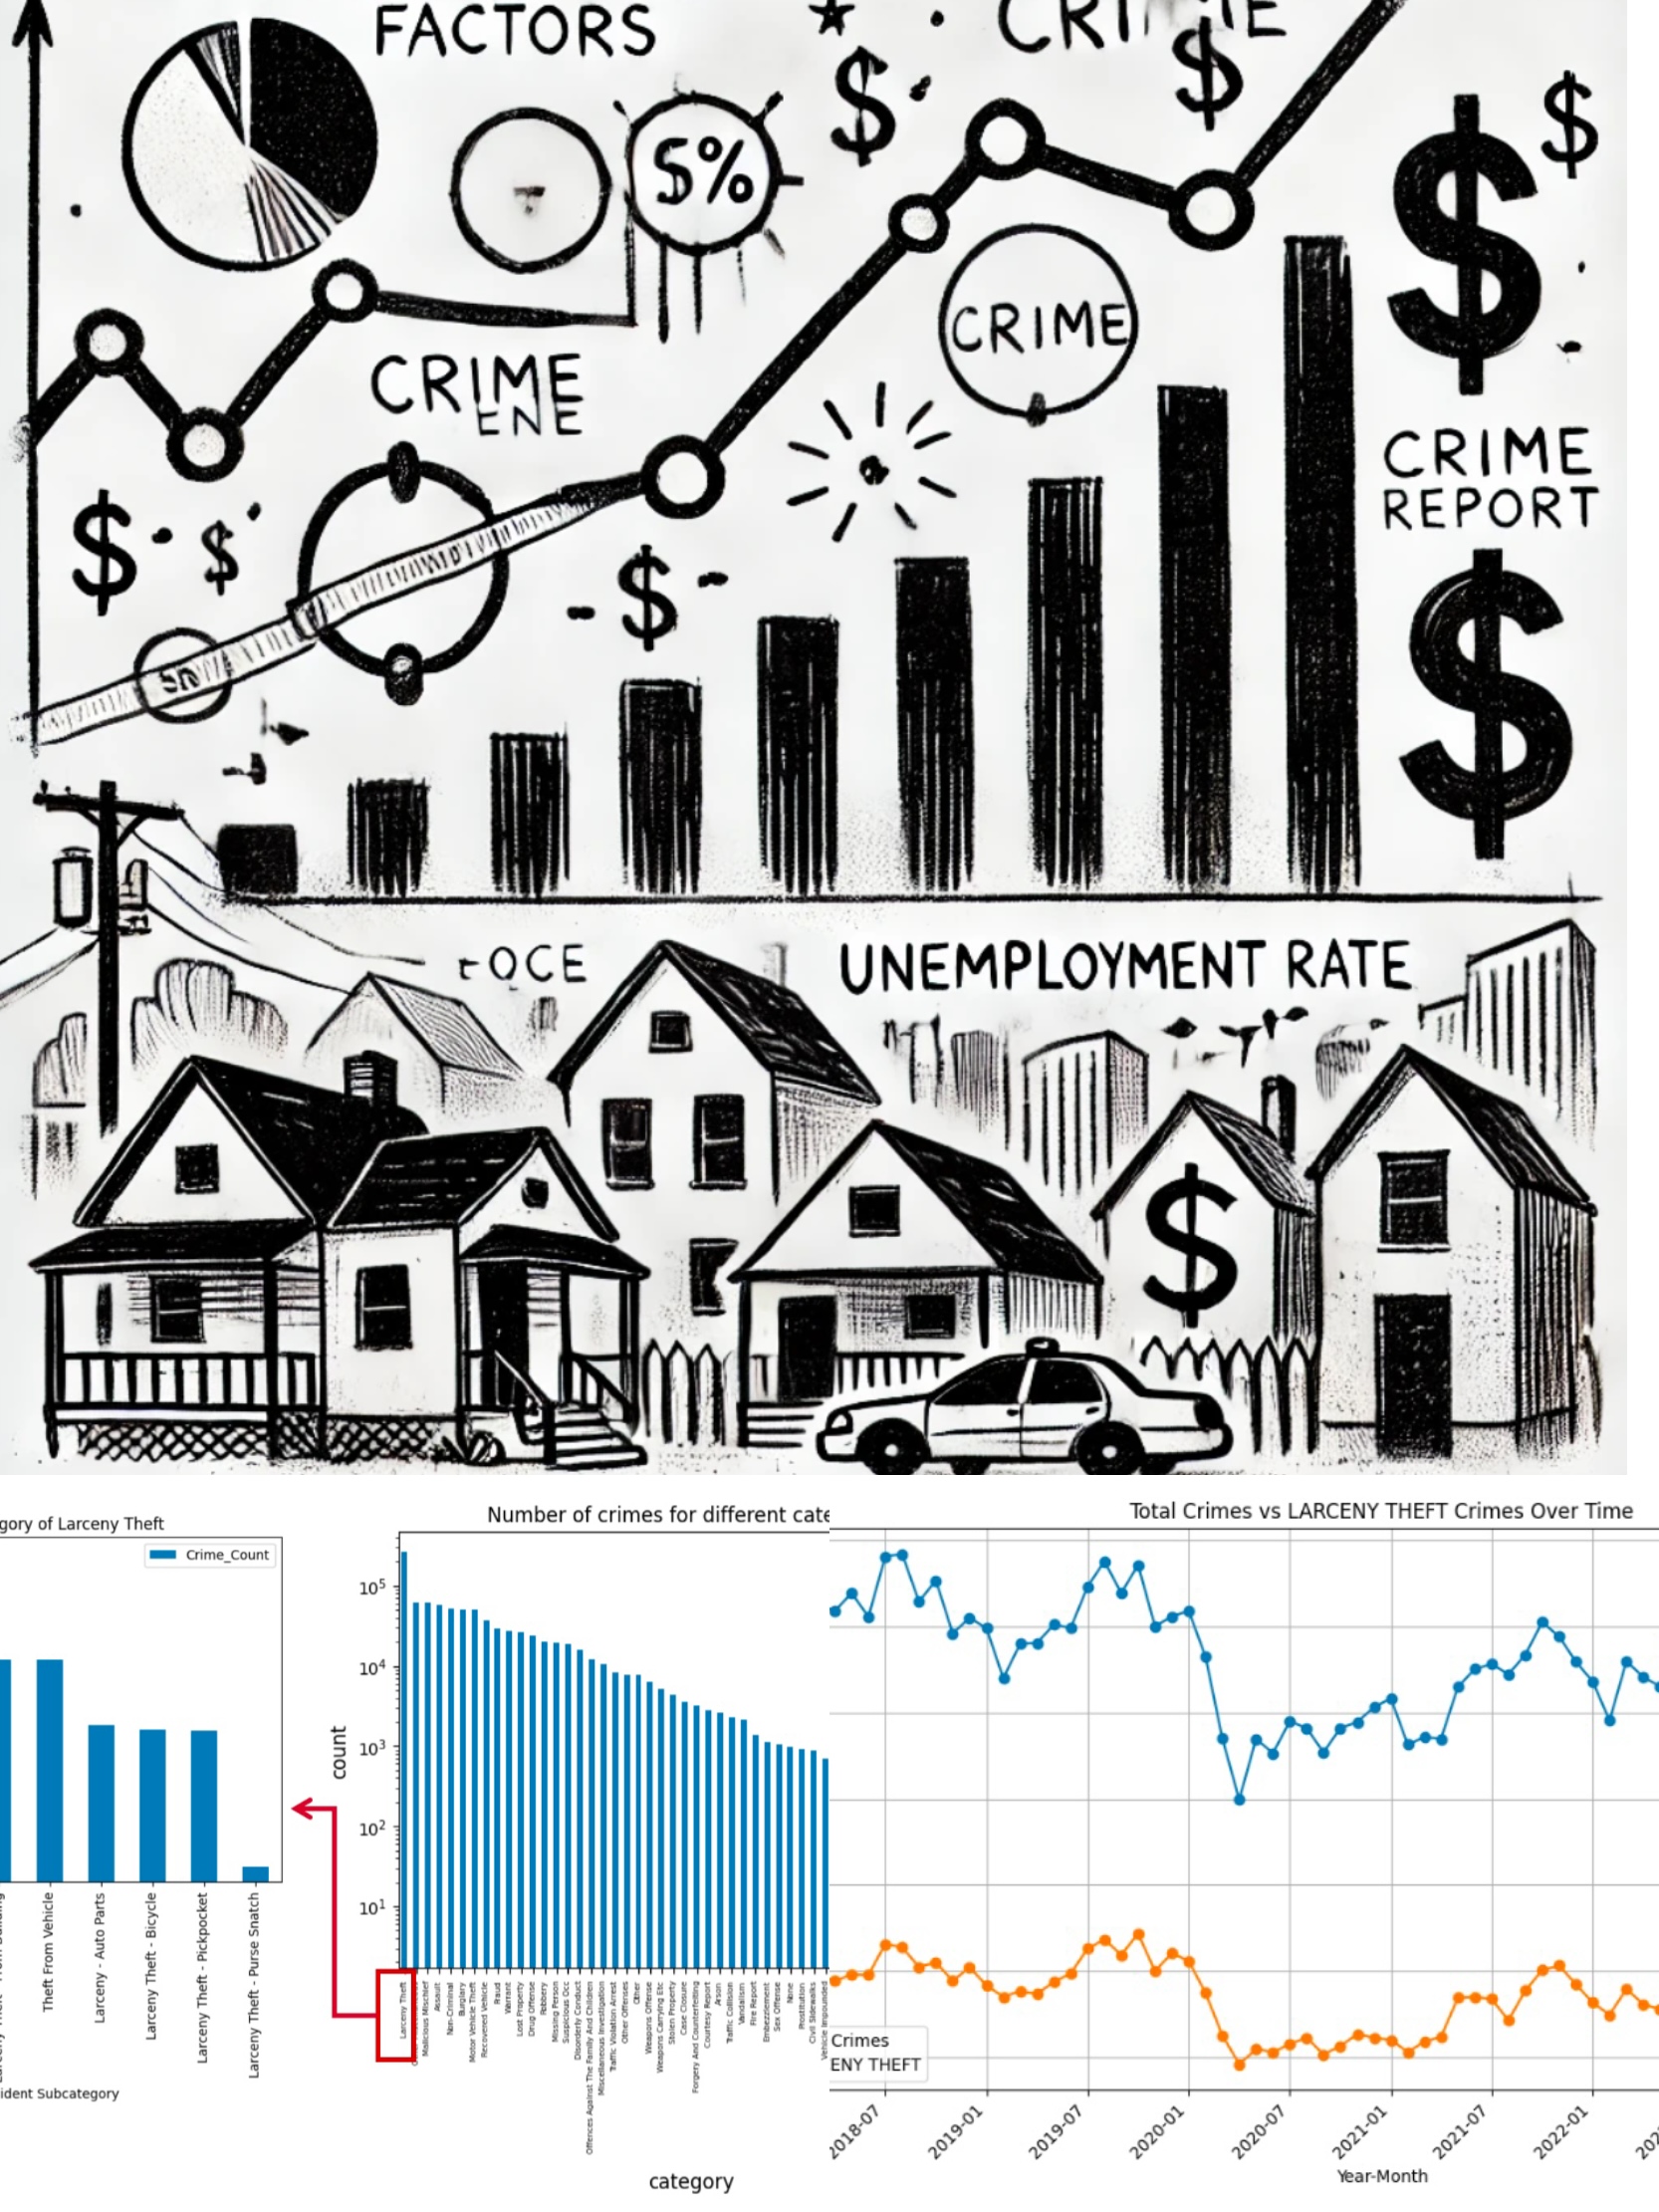 FACTORS
CRIME
$
$
$
5%
$
CRIME
CRIME
ENE
CRIME
REPORT
$
$
-$-
$
OCE
UNEMPLOYMENT RATE
$
gory of Larceny Theft
Crime_Count
Theft From Vehicle
Larceny - Auto Parts
Larceny Theft - Bicycle
Larceny Theft - Pickpocket
Larceny Theft - Purse Snatch
ident Subcategory
Number of crimes for different cate
10^5
10^4
10^3
10^2
10^1
count
Larceny Theft
Malicious Mischief
Assault
Non-Criminal
Burglary
Motor Vehicle Theft
Recovered Vehicle
Fraud
Warrant
Lost Property
Drug Offense
Robbery
Missing Person
Suspicious Occ
Disorderly Conduct
Offences Against The Family And Children
Miscellaneous Investigation
Traffic Violation Arrest
Other Offenses
Other
Weapons Offense
Weapons Carrying Etc
Stolen Property
Case Closure
Forgery And Counterfeiting
Courtesy Report
Arson
Traffic Collision
Vandalism
Fire Report
Embezzlement
Sex Offense
None
Prostitution
Civil Sidewalks
Vehicle Impounded
category
Total Crimes vs LARCENY THEFT Crimes Over Time
Crimes
ENY THEFT
2018-07
2019-01
2019-07
2020-01
2020-07
2021-01
2021-07
2022-01
202
Year-Month